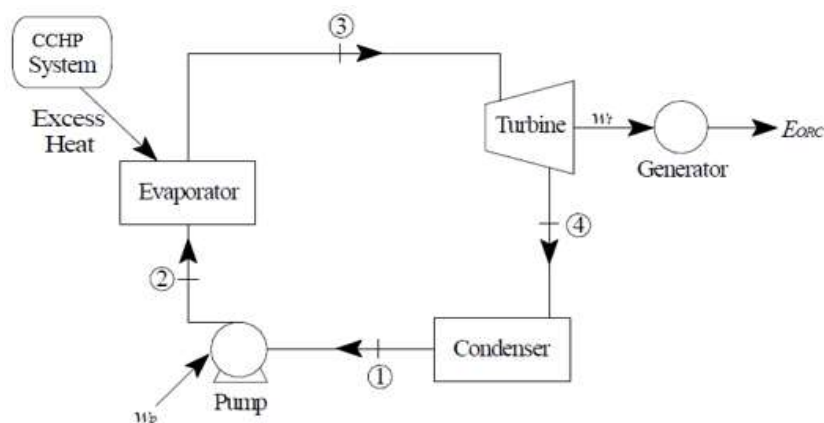 CCHP
System
③
Excess
Heat
Turbine
Wt
EORC
Generator
Evaporator
④
②
Condenser
①
Pump
Wp